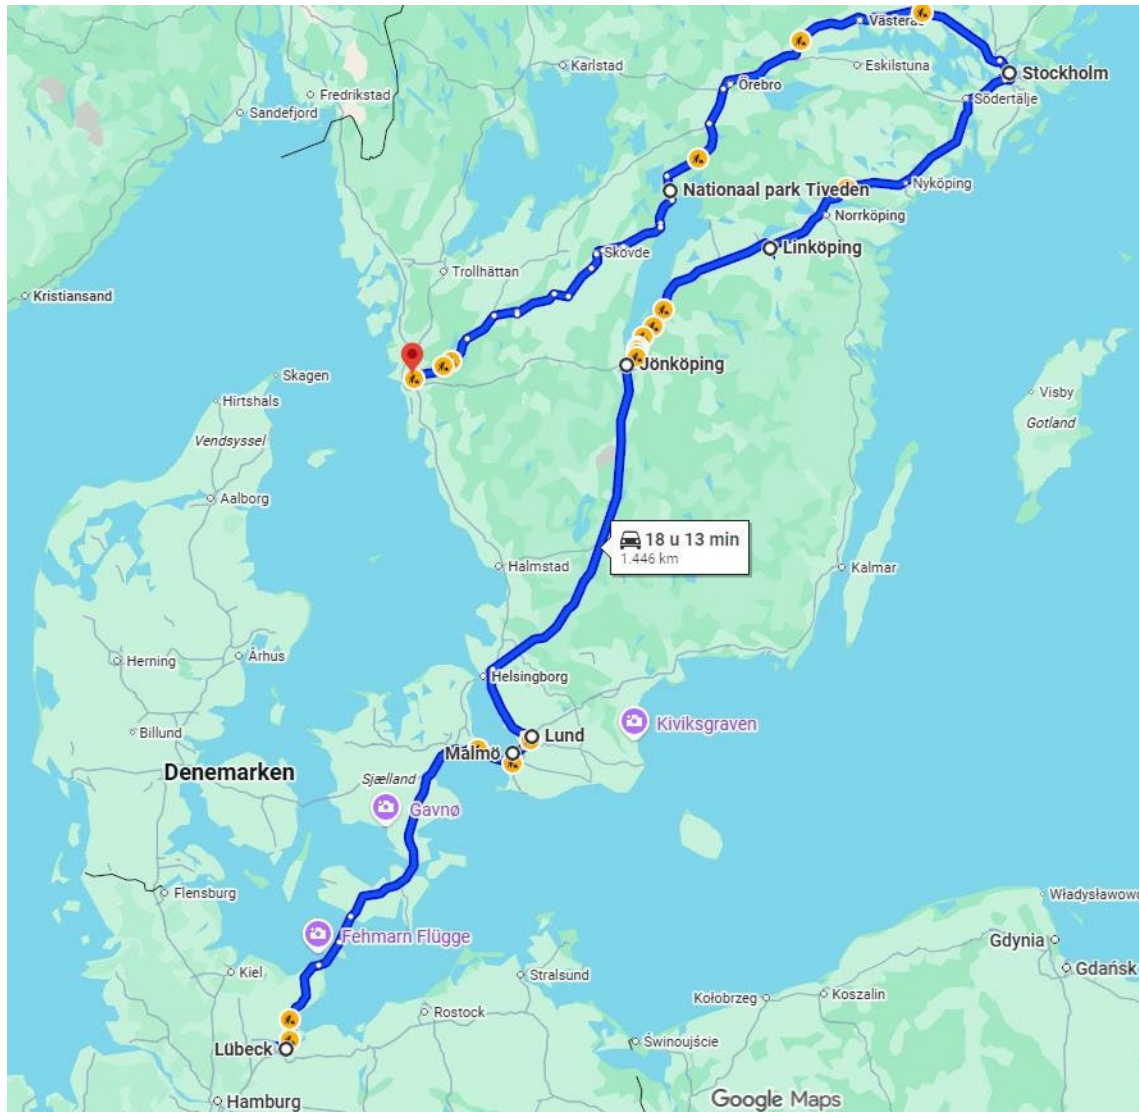 Västerås
Karlstad
Eskilstuna
Stockholm
Örebro
Fredrikstad
Sandefjord
Södertälje
Nationaal park Tiveden
Nyköping
Norrköping
Linköping
Skövde
Trollhättan
Kristiansand
Jönköping
Skagen
Visby
Hirtshals
Gotland
Vendsyssel
Aalborg
18 u 13 min
1.446 km
Halmstad
Kalmar
Århus
Herning
Helsingborg
Kiviksgraven
Billund
Lund
Malmö
Denemarken
Sjælland
Gavnø
Flensburg
Władysławowo
Fehmarn Flügge
Gdynia
Gdańsk
Kiel
Stralsund
Kołobrzeg
Koszalin
Rostock
Świnoujście
Lübeck
Hamburg
Google Maps